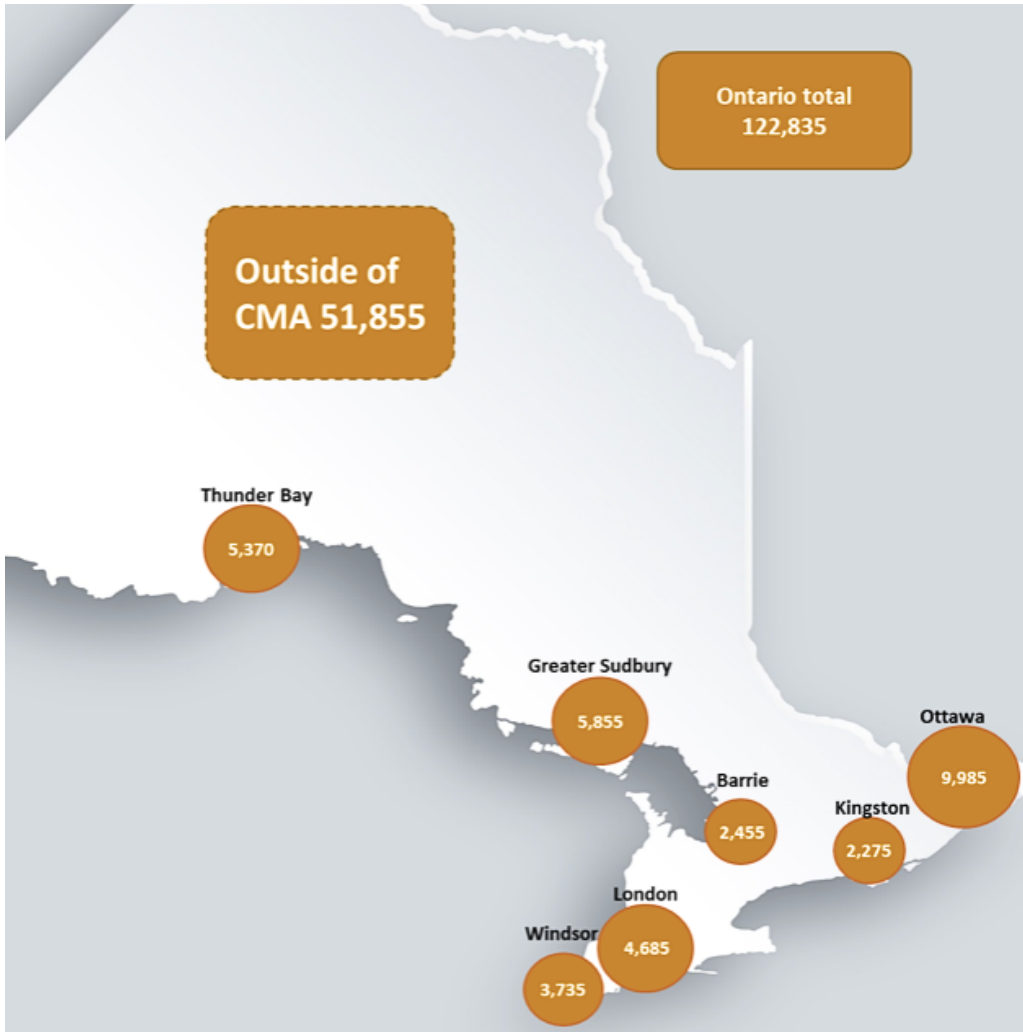 Ontario total
122,835
Outside of
CMA 51,855
Thunder Bay
5,370
Greater Sudbury
5,855
Ottawa
9,985
Barrie
2,455
Kingston
2,275
London
4,685
Windsor
3,735